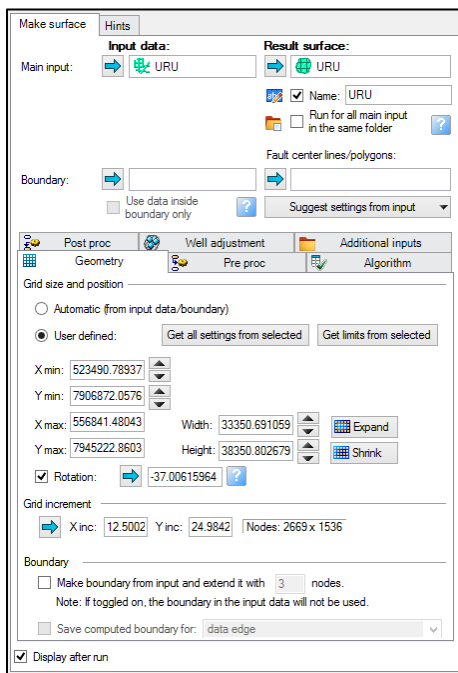 Make surface Hints
Input data: Result surface:
Main input: URU URU
Name: URU
Run for all main input
in the same folder ?
Fault center lines/polygons:
Boundary:
Use data inside
boundary only ? Suggest settings from input
Post proc Well adjustment Additional inputs
Geometry Pre proc Algorithm
Grid size and position
Automatic (from input data/boundary)
User defined: Get all settings from selected Get limits from selected
X min: 523490.78937
Y min: 7906872.0576
X max: 556841.48043 Width: 33350.691059 Expand
Y max: 7945222.8603 Height: 38350.802679 Shrink
Rotation: -37.00615964 ?
Grid increment
X inc: 12.5002 Y inc: 24.9842 Nodes: 2669 x 1536
Boundary
Make boundary from input and extend it with 3 nodes.
Note: If toggled on, the boundary in the input data will not be used.
Save computed boundary for: data edge
Display after run